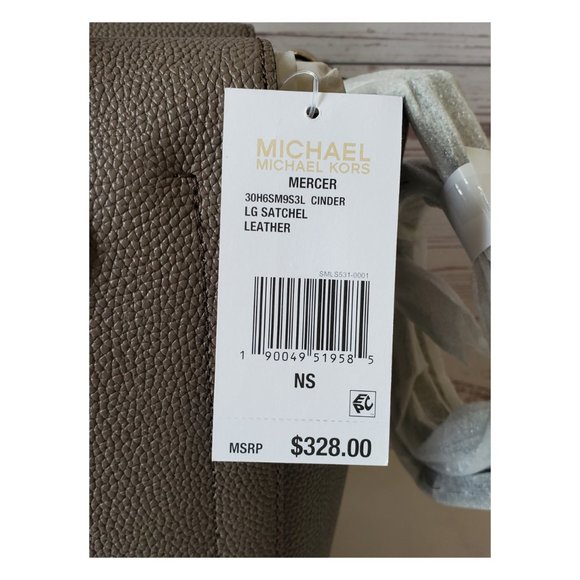 MICHAEL
MICHAEL KORS
MERCER
30H6SM9S3L CINDER
LG SATCHEL
LEATHER
SMLS531-0001
1 90049 51958 5
NS
EPC
MSRP $328.00